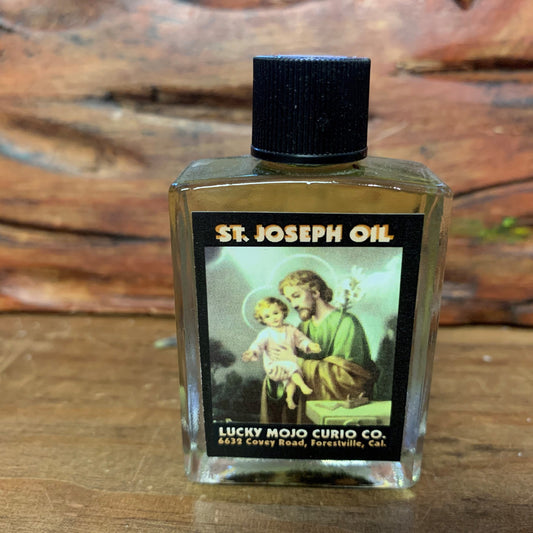 ST. JOSEPH OIL
LUCKY MOJO CURIO CO.
6632 Covey Road, Forestville, Cal.